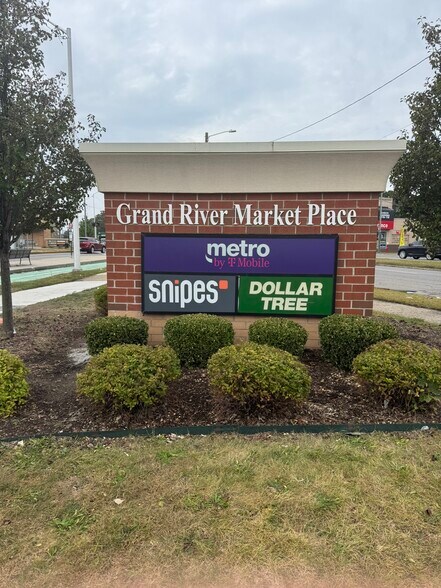 Grand River Market Place
metro
by T Mobile
snipes
DOLLAR
TREE